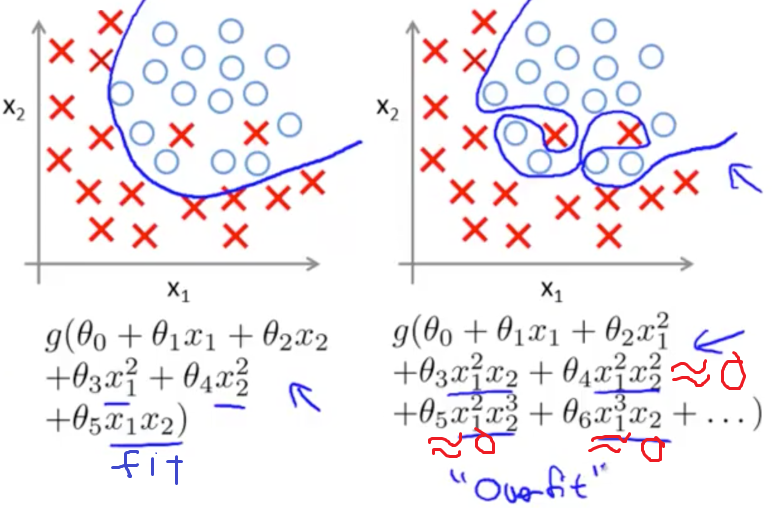 x₂
x₁
g(θ₀ + θ₁x₁ + θ₂x₂
+θ₃x₁² + θ₄x₂²
+θ₅x₁x₂)
fit
x₂
x₁
g(θ₀ + θ₁x₁ + θ₂x₁²
+θ₃x₁²x₂ + θ₄x₁²x₂² ≈ 0
+θ₅x₁²x₂³ + θ₆x₁³x₂ + ...)
≈ 0 ≈ 0
"Overfit"